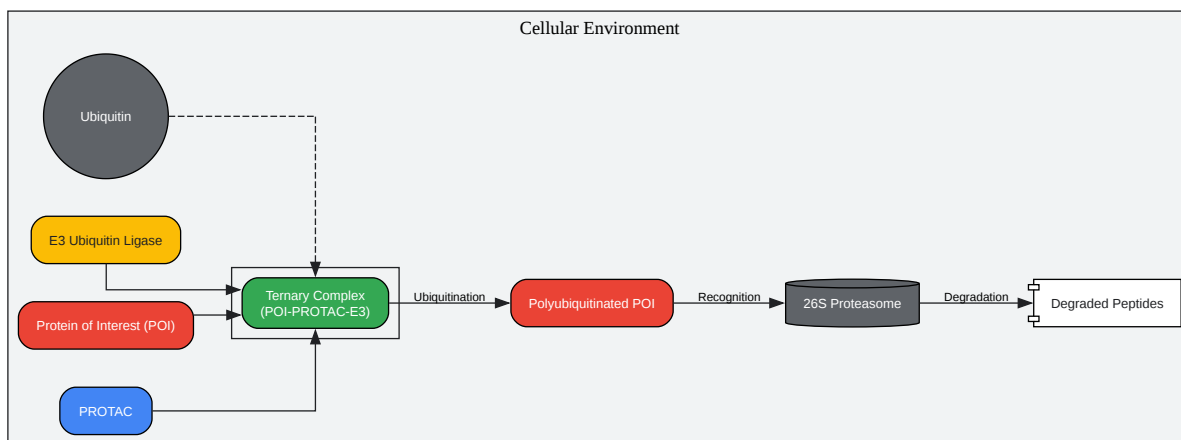 Cellular Environment
Ubiquitin
E3 Ubiquitin Ligase
Protein of Interest (POI)
PROTAC
Ternary Complex
(POI-PROTAC-E3)
Ubiquitination
Polyubiquitinated POI
Recognition
26S Proteasome
Degradation
Degraded Peptides